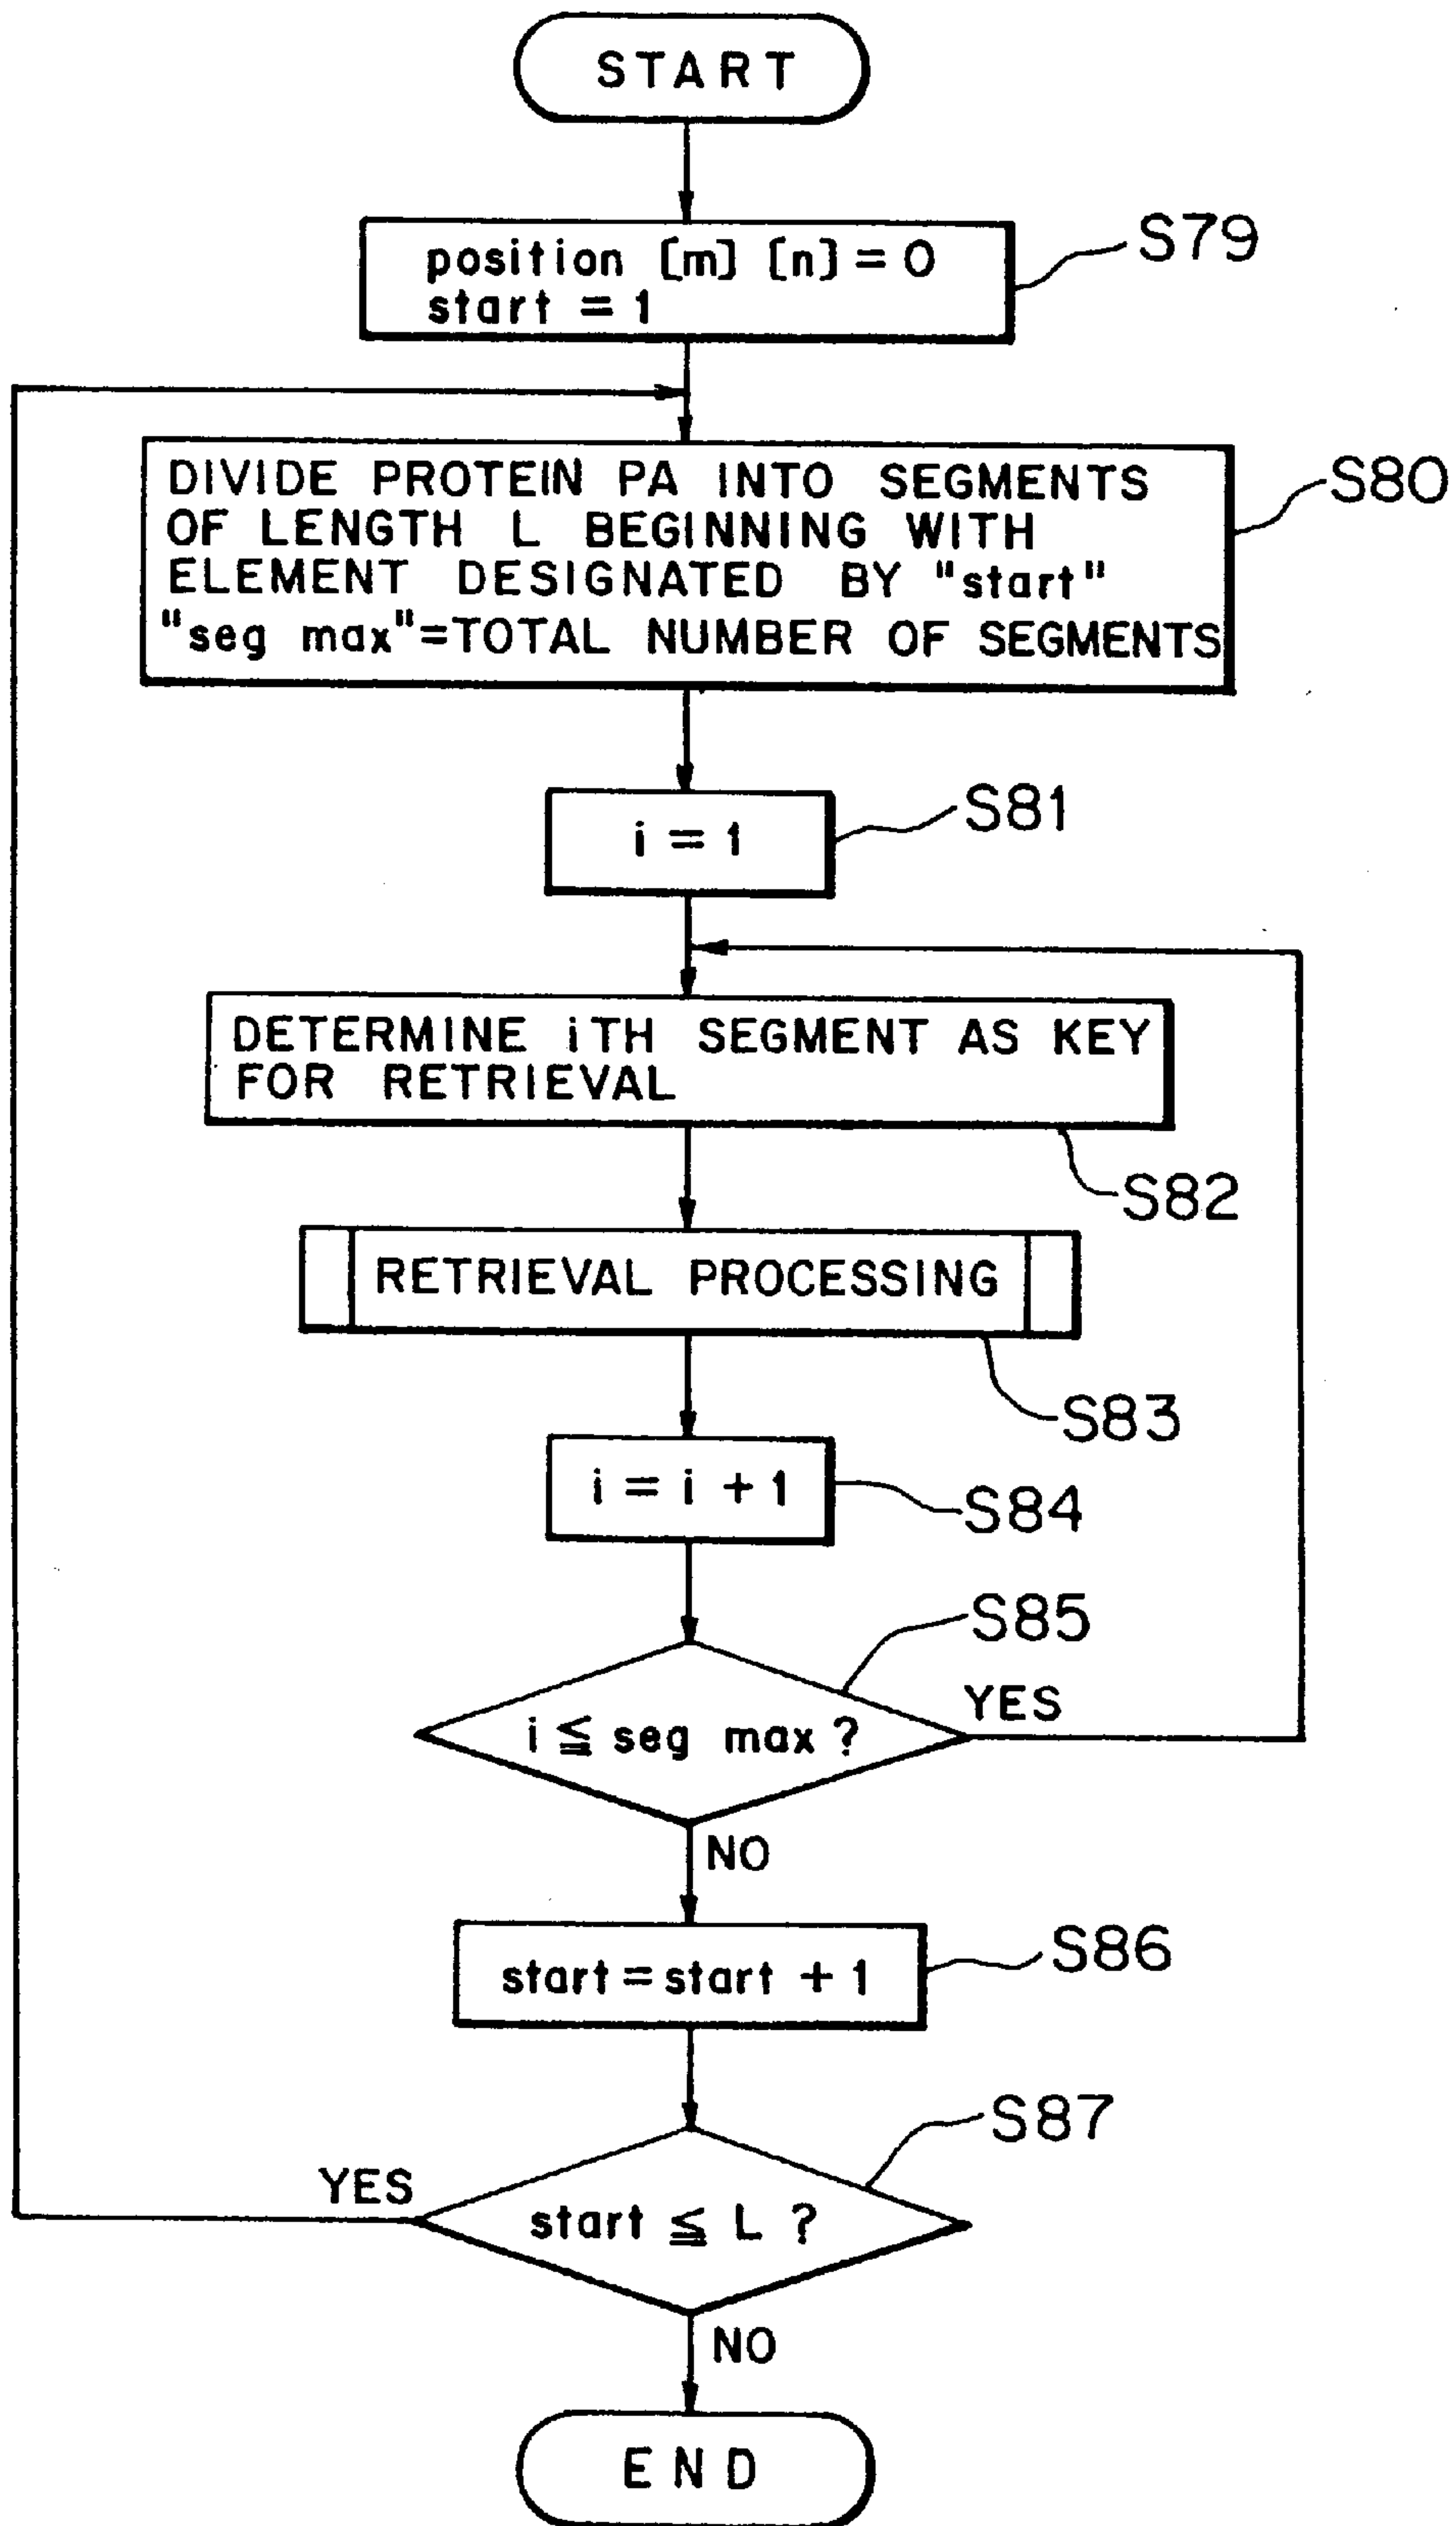 START
position [m] [n] = 0
start = 1
S79
DIVIDE PROTEIN PA INTO SEGMENTS
OF LENGTH L BEGINNING WITH
ELEMENT DESIGNATED BY "start"
"seg max"=TOTAL NUMBER OF SEGMENTS
S80
i = 1
S81
DETERMINE iTH SEGMENT AS KEY
FOR RETRIEVAL
S82
RETRIEVAL PROCESSING
S83
i = i + 1
S84
S85
i ≦ seg max ?
YES
NO
start = start + 1
S86
S87
YES
start ≦ L ?
NO
END